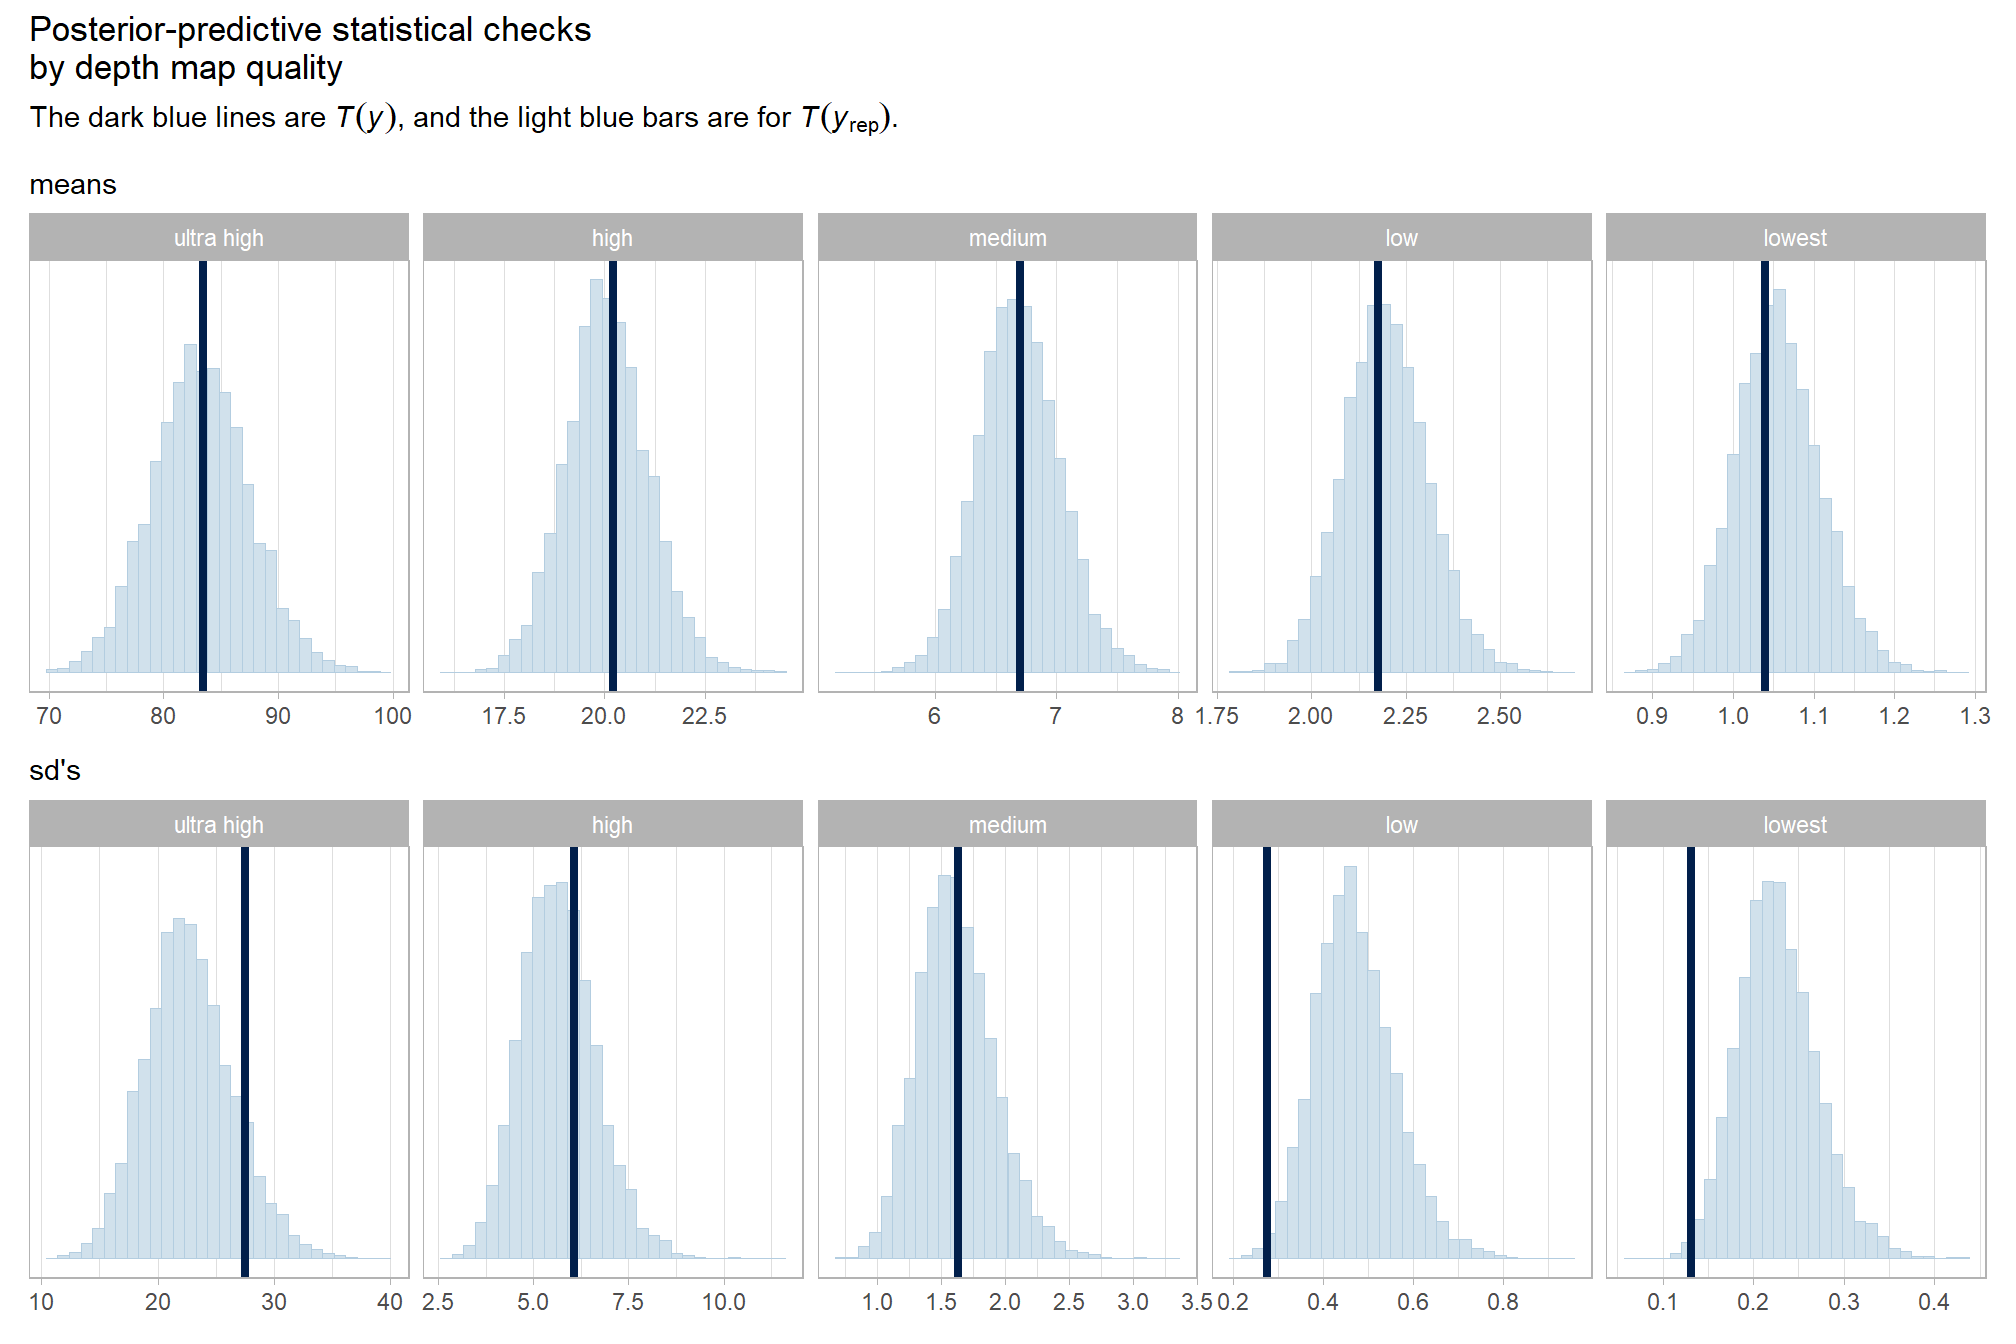 Posterior-predictive statistical checks
by depth map quality
The dark blue lines are T(y), and the light blue bars are for T(y_rep).
means
ultra high high medium low lowest
70 80 90 100 17.5 20.0 22.5 6 7 8 1.75 2.00 2.25 2.50 0.9 1.0 1.1 1.2 1.3
sd's
ultra high high medium low lowest
10 20 30 40 2.5 5.0 7.5 10.0 1.0 1.5 2.0 2.5 3.0 3.5 0.2 0.4 0.6 0.8 0.1 0.2 0.3 0.4